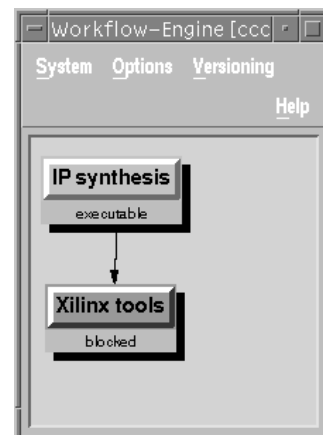 Workflow-Engine [ccc
System Options Versioning
Help
IP synthesis
executable
Xilinx tools
blocked